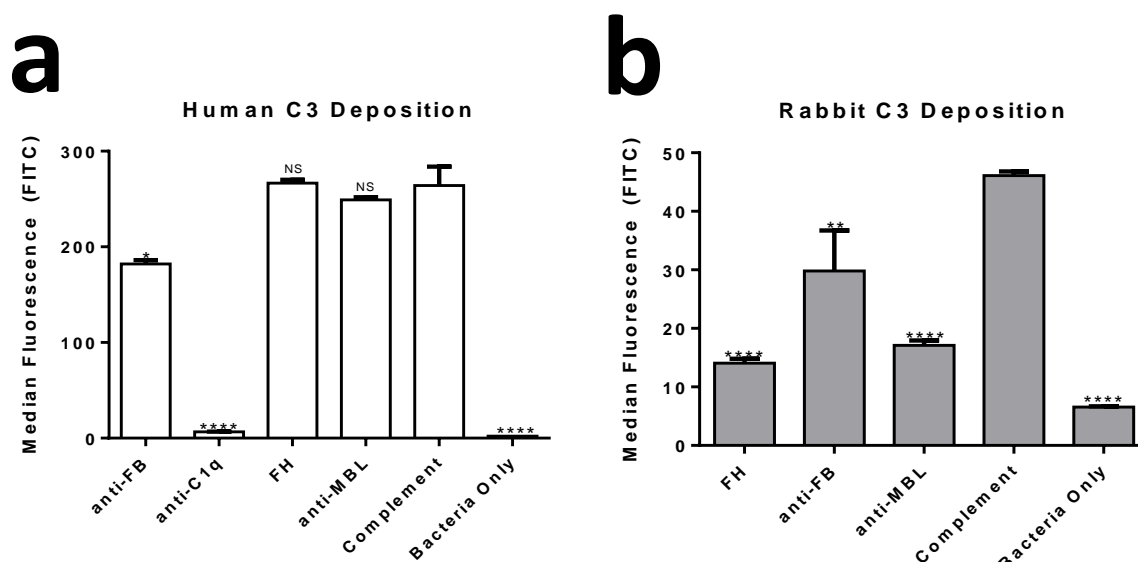 a
Human C3 Deposition
Median Fluorescence (FITC)
300
200
100
0
*
****
NS
NS
****
anti-FB
anti-C1q
FH
anti-MBL
Complement
Bacteria Only
b
Rabbit C3 Deposition
Median Fluorescence (FITC)
50
40
30
20
10
0
****
**
****
****
FH
anti-FB
anti-MBL
Complement
Bacteria Only